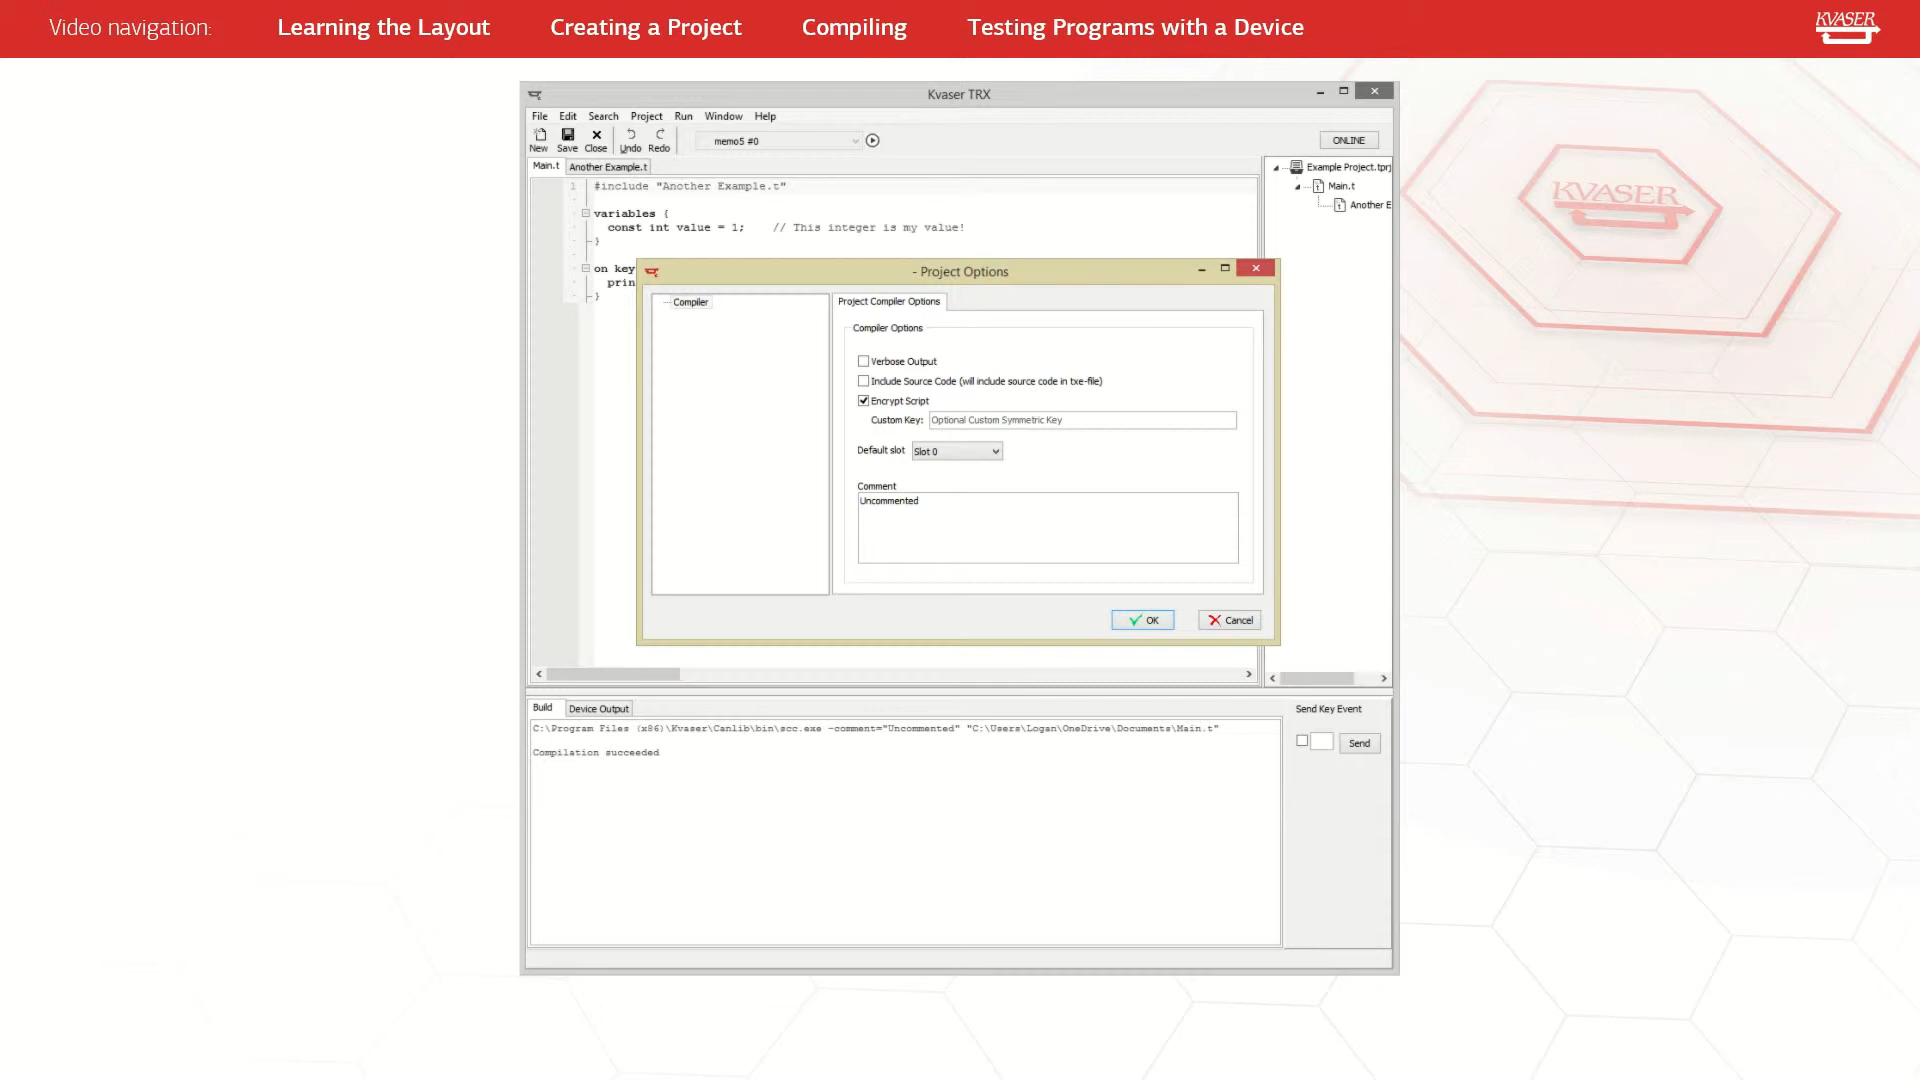 Video navigation: Learning the Layout Creating a Project Compiling Testing Programs with a Device KVASER
Kvaser TRX
File Edit Search Project Run Window Help
New Save Close Undo Redo memo5 #0 ONLINE
Main.t Another Example.t
Example Project.tprj
Main.t
Another E
1 #include "Another Example.t"
variables {
const int value = 1; // This integer is my value!
}
on key
prin
}
KVASER
- Project Options
Compiler
Project Compiler Options
Compiler Options
Verbose Output
Include Source Code (will include source code in txe-file)
Encrypt Script
Custom Key: Optional Custom Symmetric Key
Default slot Slot 0
Comment
Uncommented
OK Cancel
Build Device Output
C:\Program Files (x86)\Kvaser\Canlib\bin\scc.exe -comment="Uncommented" "C:\Users\Logan\OneDrive\Documents\Main.t"
Compilation succeeded
Send Key Event
Send